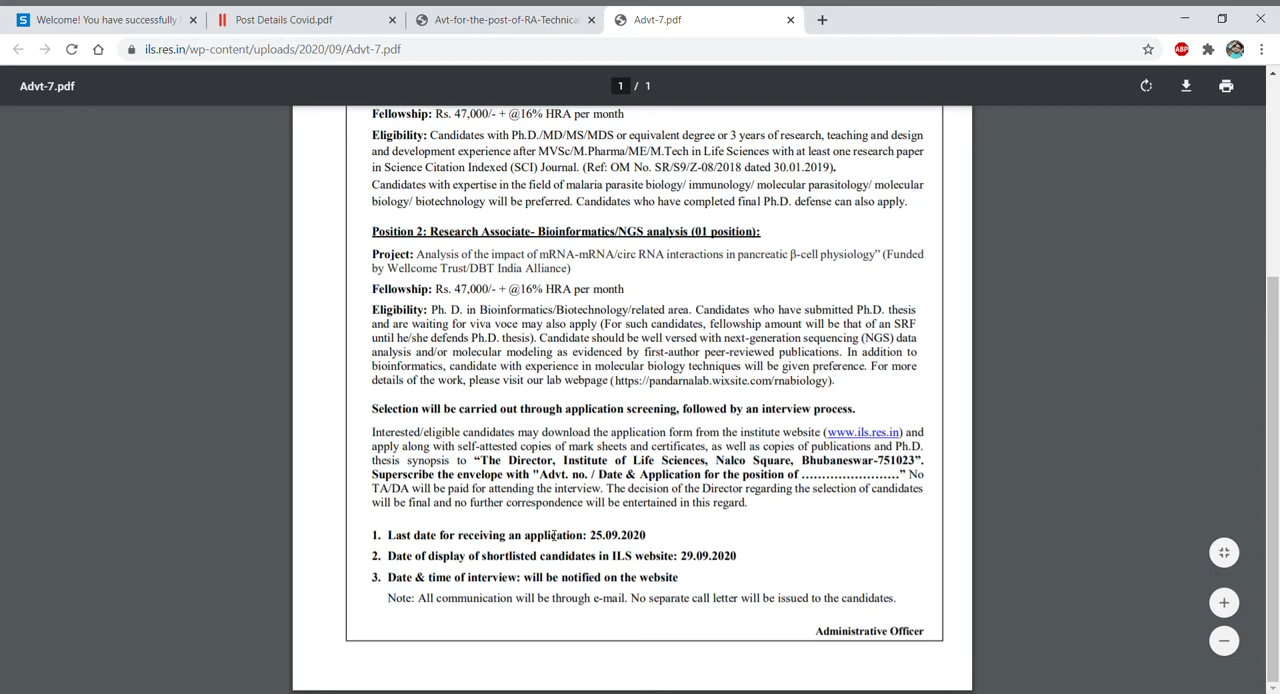 Welcome! You have successfully
Post Details Covid.pdf
Avt-for-the-post-of-RA-Technica
Advt-7.pdf
ils.res.in/wp-content/uploads/2020/09/Advt-7.pdf
ABP
Advt-7.pdf
1 / 1
Fellowship: Rs. 47,000/- + @16% HRA per month
Eligibility: Candidates with Ph.D./MD/MS/MDS or equivalent degree or 3 years of research, teaching and design
and development experience after MVSc/M.Pharma/ME/M.Tech in Life Sciences with at least one research paper
in Science Citation Indexed (SCI) Journal. (Ref: OM No. SR/S9/Z-08/2018 dated 30.01.2019).
Candidates with expertise in the field of malaria parasite biology/ immunology/ molecular parasitology/ molecular
biology/ biotechnology will be preferred. Candidates who have completed final Ph.D. defense can also apply.
Position 2: Research Associate- Bioinformatics/NGS analysis (01 position):
Project: Analysis of the impact of mRNA-mRNA/circ RNA interactions in pancreatic β-cell physiology” (Funded
by Wellcome Trust/DBT India Alliance)
Fellowship: Rs. 47,000/- + @16% HRA per month
Eligibility: Ph. D. in Bioinformatics/Biotechnology/related area. Candidates who have submitted Ph.D. thesis
and are waiting for viva voce may also apply (For such candidates, fellowship amount will be that of an SRF
until he/she defends Ph.D. thesis). Candidate should be well versed with next-generation sequencing (NGS) data
analysis and/or molecular modeling as evidenced by first-author peer-reviewed publications. In addition to
bioinformatics, candidate with experience in molecular biology techniques will be given preference. For more
details of the work, please visit our lab webpage (https://pandarnalab.wixsite.com/rnabiology).
Selection will be carried out through application screening, followed by an interview process.
Interested/eligible candidates may download the application form from the institute website (www.ils.res.in) and
apply along with self-attested copies of mark sheets and certificates, as well as copies of publications and Ph.D.
thesis synopsis to “The Director, Institute of Life Sciences, Nalco Square, Bhubaneswar-751023”.
Superscribe the envelope with "Advt. no. / Date & Application for the position of ……………………” No
TA/DA will be paid for attending the interview. The decision of the Director regarding the selection of candidates
will be final and no further correspondence will be entertained in this regard.
1. Last date for receiving an application: 25.09.2020
2. Date of display of shortlisted candidates in ILS website: 29.09.2020
3. Date & time of interview: will be notified on the website
Note: All communication will be through e-mail. No separate call letter will be issued to the candidates.
Administrative Officer